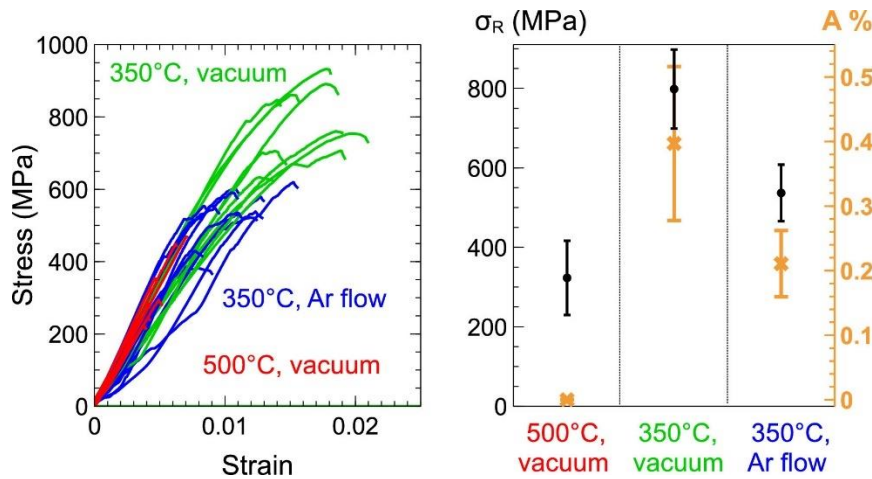 1000
800
600
400
200
0
Stress (MPa)
350°C, vacuum
350°C, Ar flow
500°C, vacuum
0
0.01
0.02
Strain
σR (MPa)
A %
800
600
400
200
0
0.5
0.4
0.3
0.2
0.1
0
500°C,
vacuum
350°C,
vacuum
350°C,
Ar flow